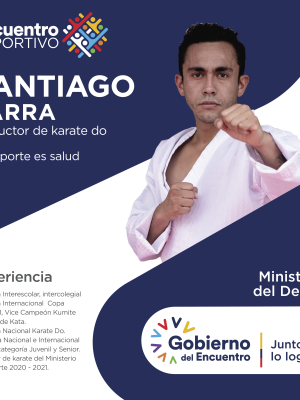 cuentro
PORTIVO
ANTIAGO
ARRA
uctor de karate do
porte es salud
eriencia
Interescolar, intercolegial
Internacional Copa
, Vice Campeón Kumite
de Kata.
Nacional Karate Do.
Nacional e Internacional
ategoría Juvenil y Senior.
r de karate del Ministerio
rte 2020 - 2021.
Minist
del De
Gobierno
del Encuentro
Junto
lo log